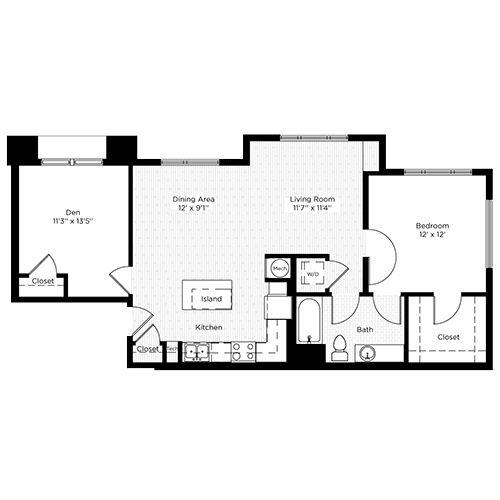 Den
11'3" x 13'5"
Closet
Dining Area
12' x 9'1"
Living Room
11'7" x 11'4"
Bedroom
12' x 12'
Mech
W/D
Island
Kitchen
Closet
Tech
Bath
Closet